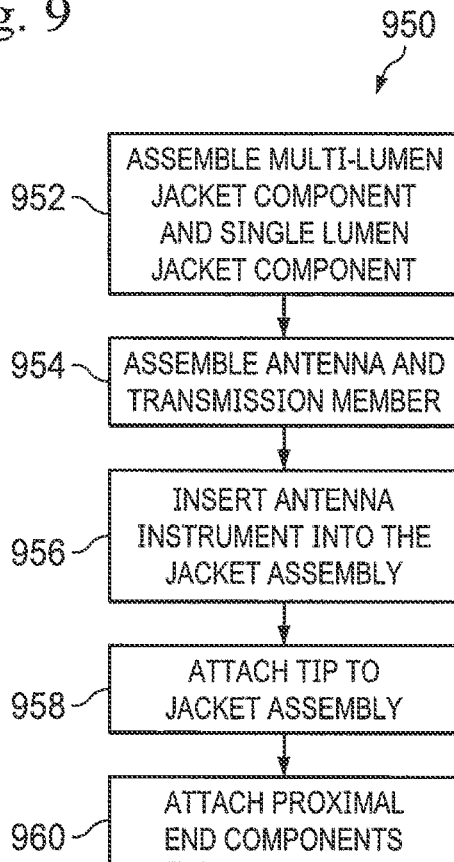 g. 9
950
952
ASSEMBLE MULTI-LUMEN
JACKET COMPONENT
AND SINGLE LUMEN
JACKET COMPONENT
954
ASSEMBLE ANTENNA AND
TRANSMISSION MEMBER
956
INSERT ANTENNA
INSTRUMENT INTO THE
JACKET ASSEMBLY
958
ATTACH TIP TO
JACKET ASSEMBLY
960
ATTACH PROXIMAL
END COMPONENTS